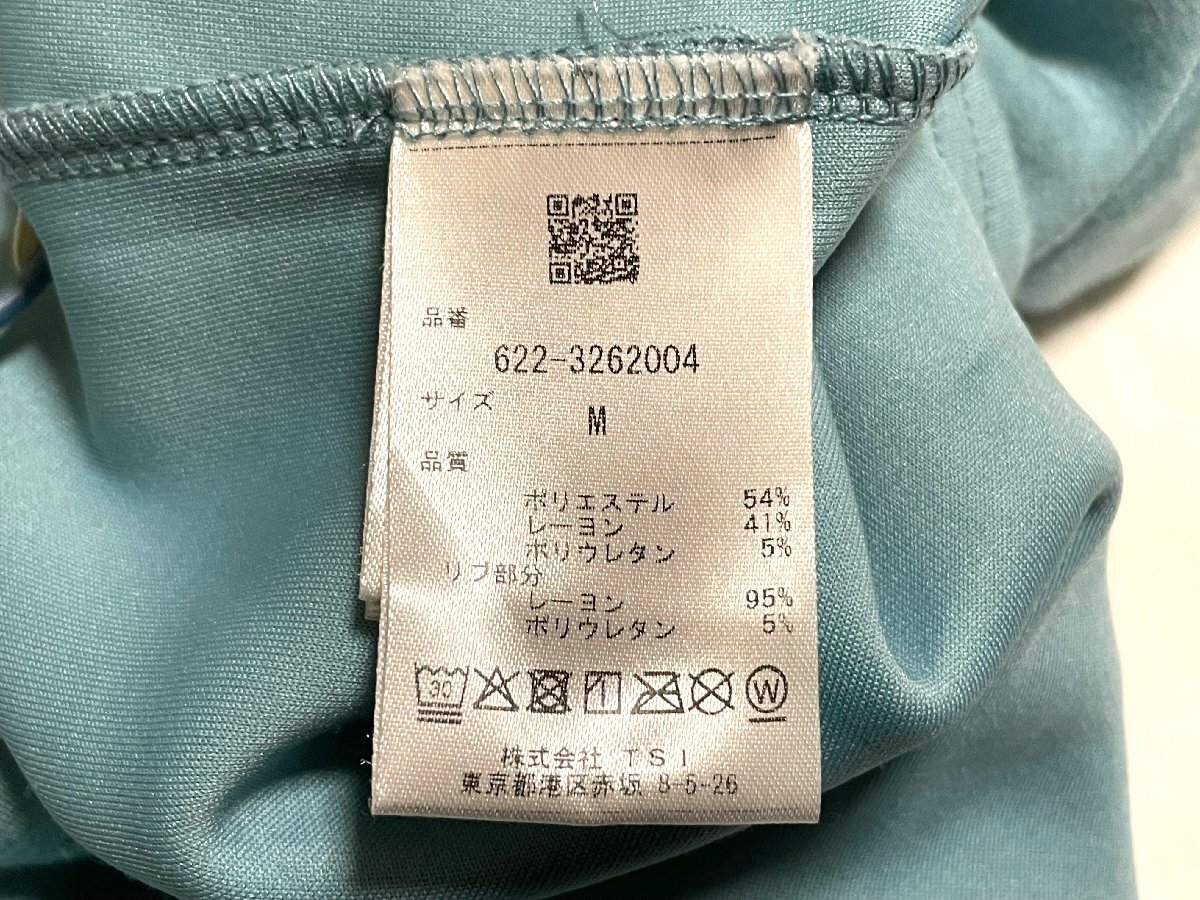 品番
622-3262004
サイズ
M
品質
ポリエステル 54%
レーヨン 41%
ポリウレタン 5%
リブ部分
レーヨン 95%
ポリウレタン 5%
30
W
株式会社 TSI
東京都港区赤坂 8-5-26